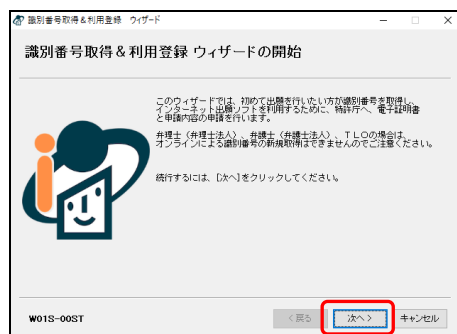 識別番号取得＆利用登録 ウィザード
識別番号取得＆利用登録 ウィザードの開始
このウィザードでは、初めて出願を行いたい方が識別番号を取得し、
インターネット出願ソフトを利用するために、特許庁へ、電子証明書
と申請内容の申請を行います。
弁理士（弁理士法人）、弁護士（弁護士法人）、ＴＬＯの場合は、
オンラインによる識別番号の新規取得はできませんのでご注意ください。
続行するには、[次へ]をクリックしてください。
W01S-00ST
＜戻る
次へ＞
キャンセル